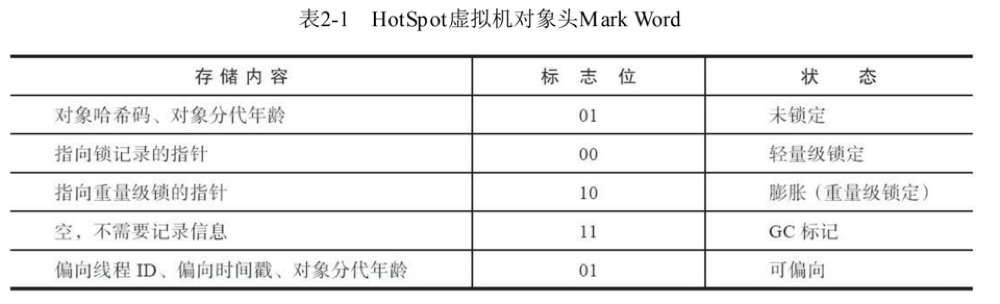 表2-1 HotSpot虚拟机对象头Mark Word
存储内容 标志位 状态
对象哈希码、对象分代年龄 01 未锁定
指向锁记录的指针 00 轻量级锁定
指向重量级锁的指针 10 膨胀（重量级锁定）
空，不需要记录信息 11 GC 标记
偏向线程 ID、偏向时间戳、对象分代年龄 01 可偏向